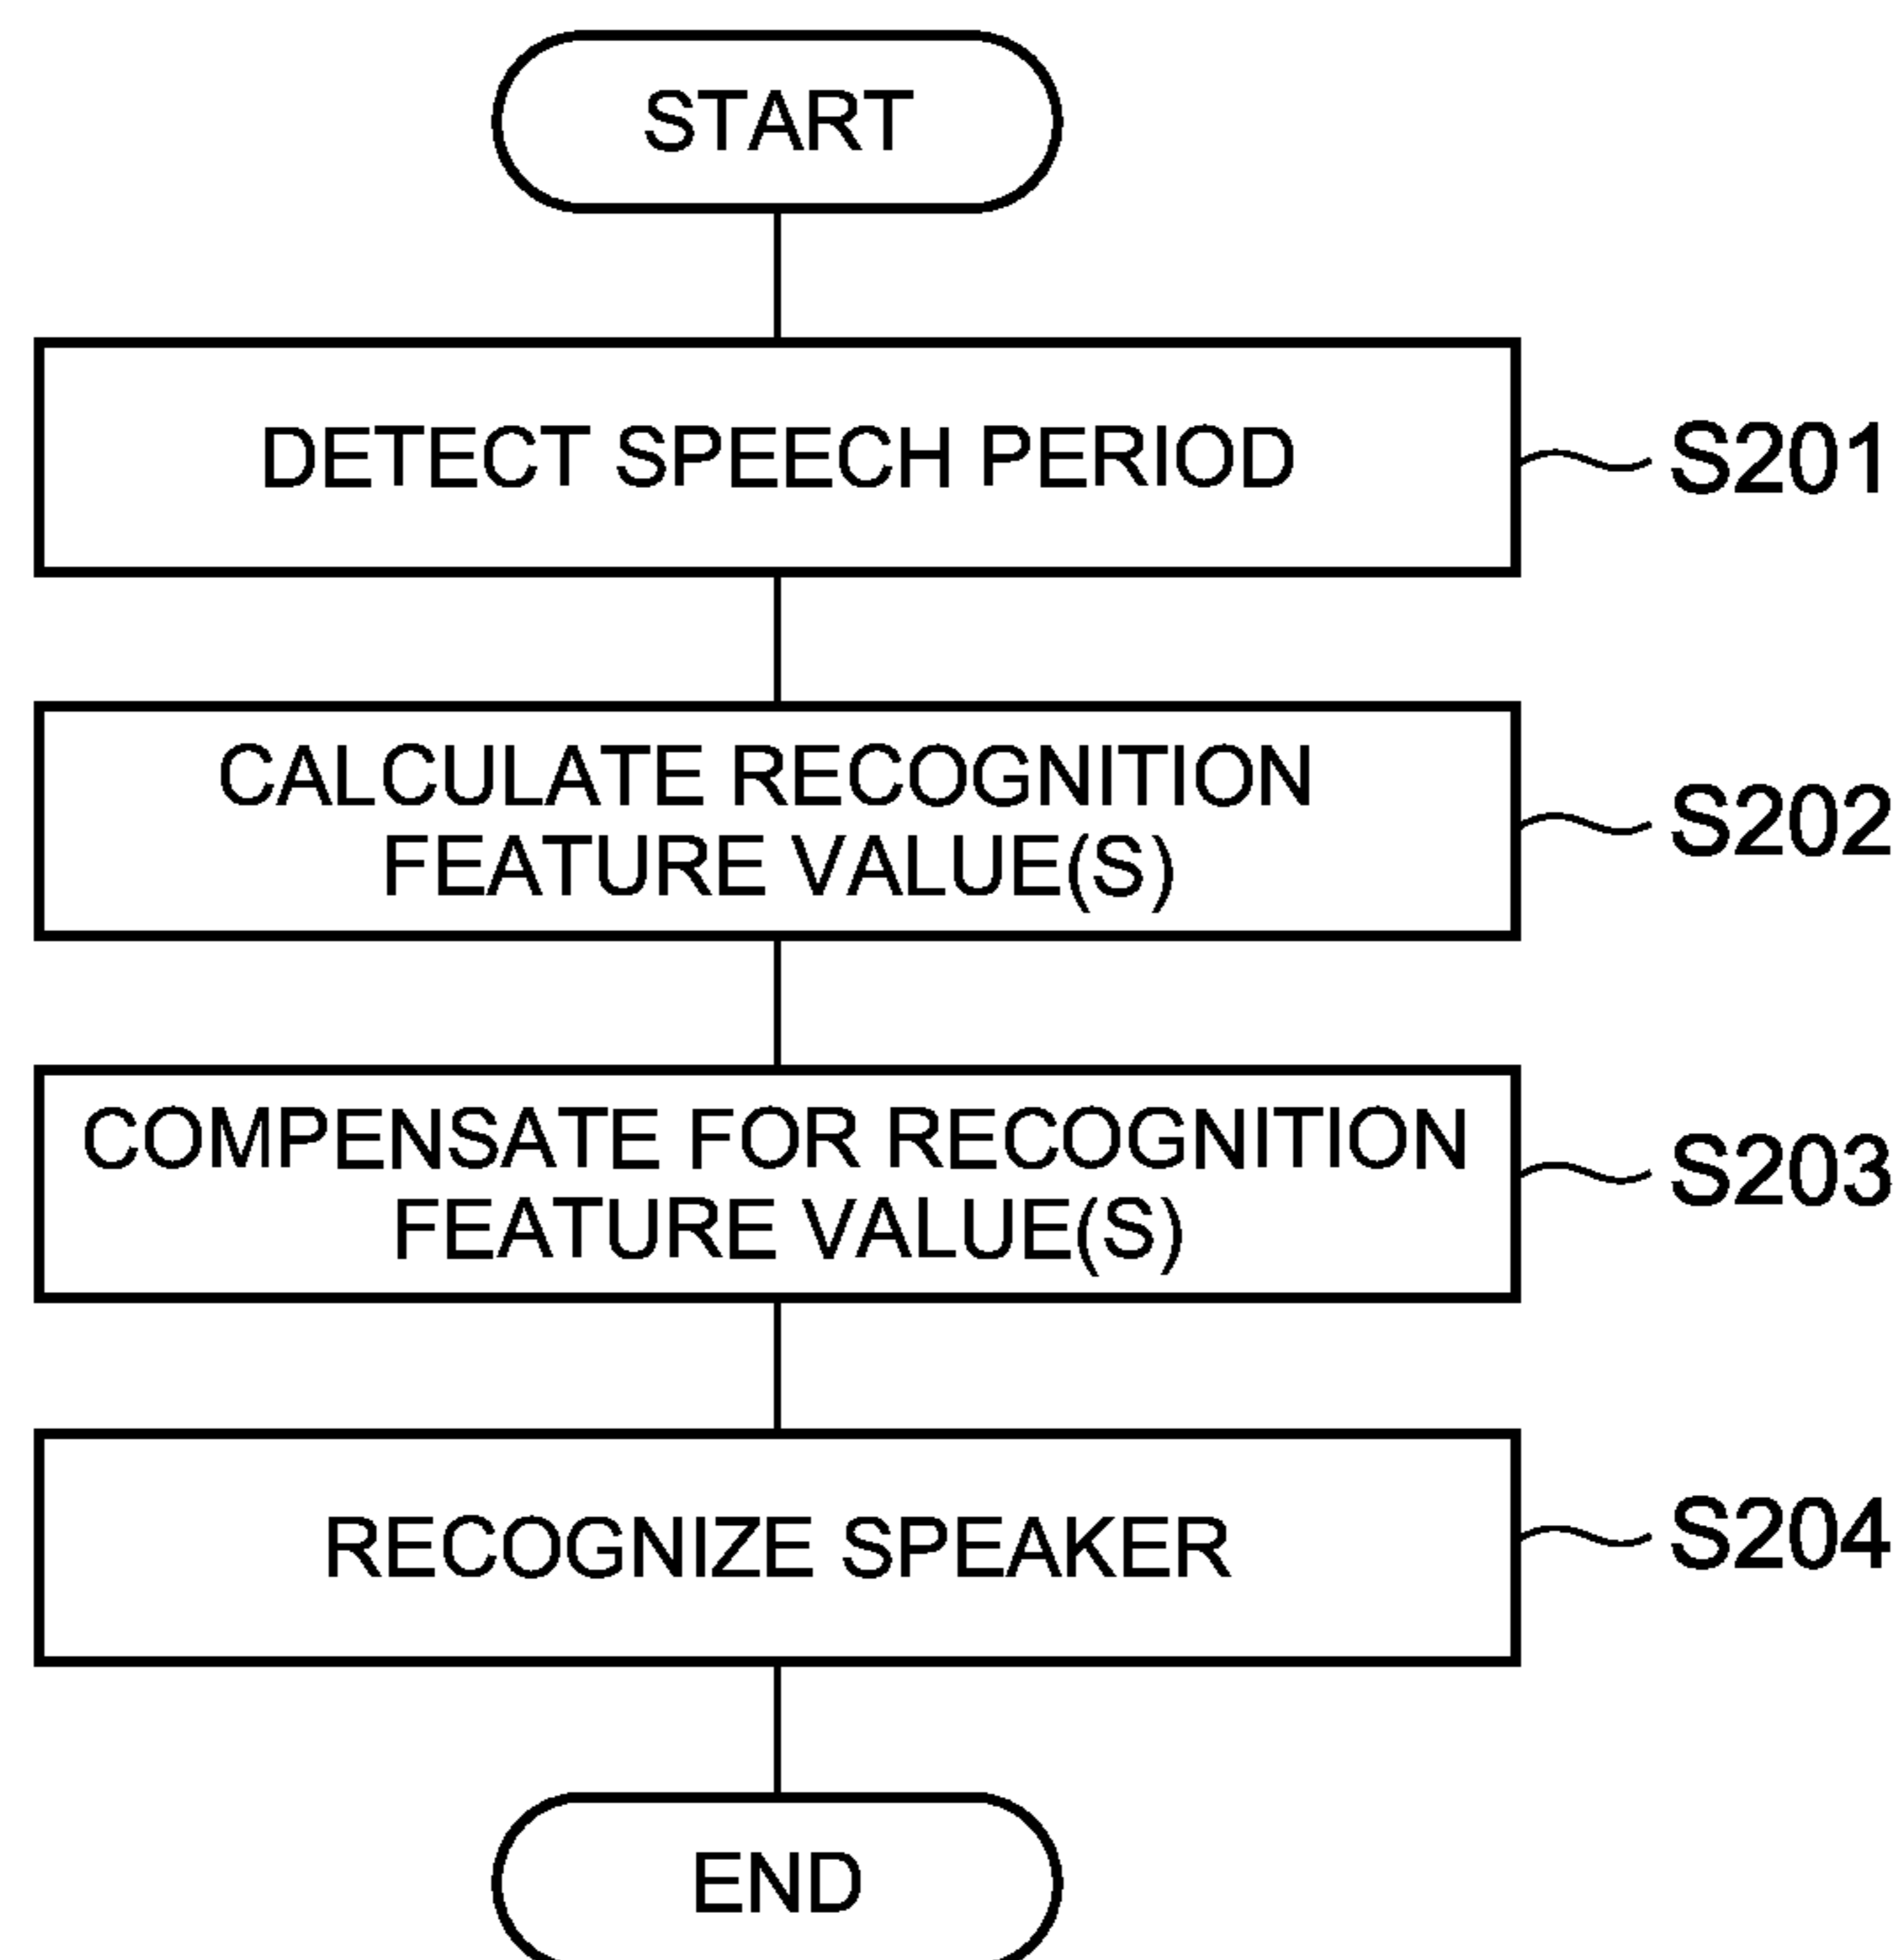 START
DETECT SPEECH PERIOD
S201
CALCULATE RECOGNITION
FEATURE VALUE(S)
S202
COMPENSATE FOR RECOGNITION
FEATURE VALUE(S)
S203
RECOGNIZE SPEAKER
S204
END